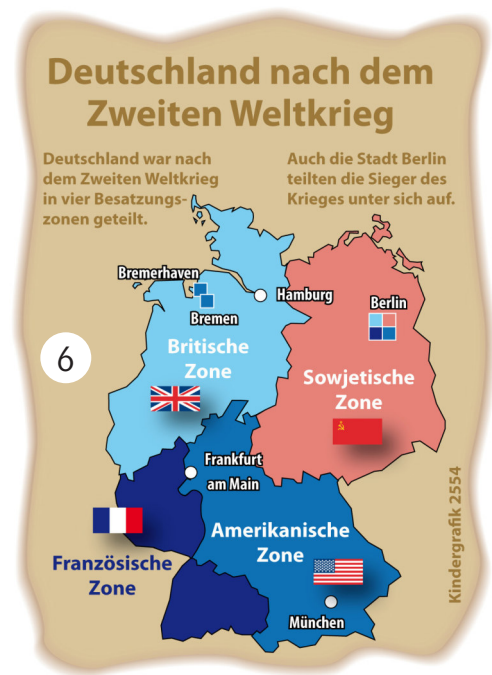 Deutschland nach dem
Zweiten Weltkrieg
Deutschland war nach
dem Zweiten Weltkrieg
in vier Besatzungs-
zonen geteilt.
Auch die Stadt Berlin
teilten die Sieger des
Krieges unter sich auf.
Bremerhaven
Hamburg
Berlin
Bremen
Britische
Zone
6
Sowjetische
Zone
Frankfurt
am Main
Amerikanische
Zone
Französische
Zone
München
Kindergrafik 2554